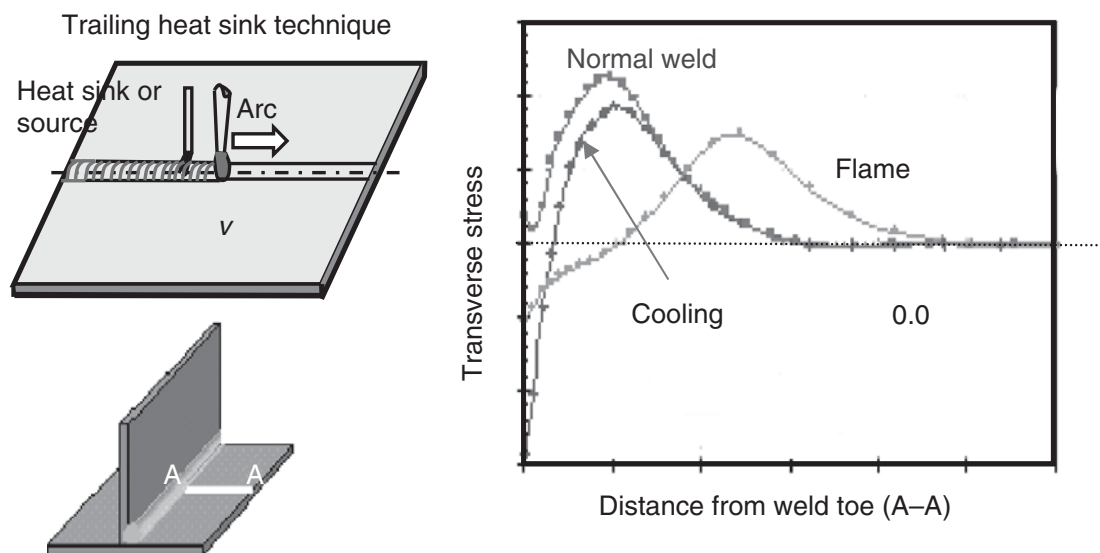 Trailing heat sink technique
Heat sink or
source
Arc
v
A A
Normal weld
Flame
Cooling
0.0
Transverse stress
Distance from weld toe (A–A)